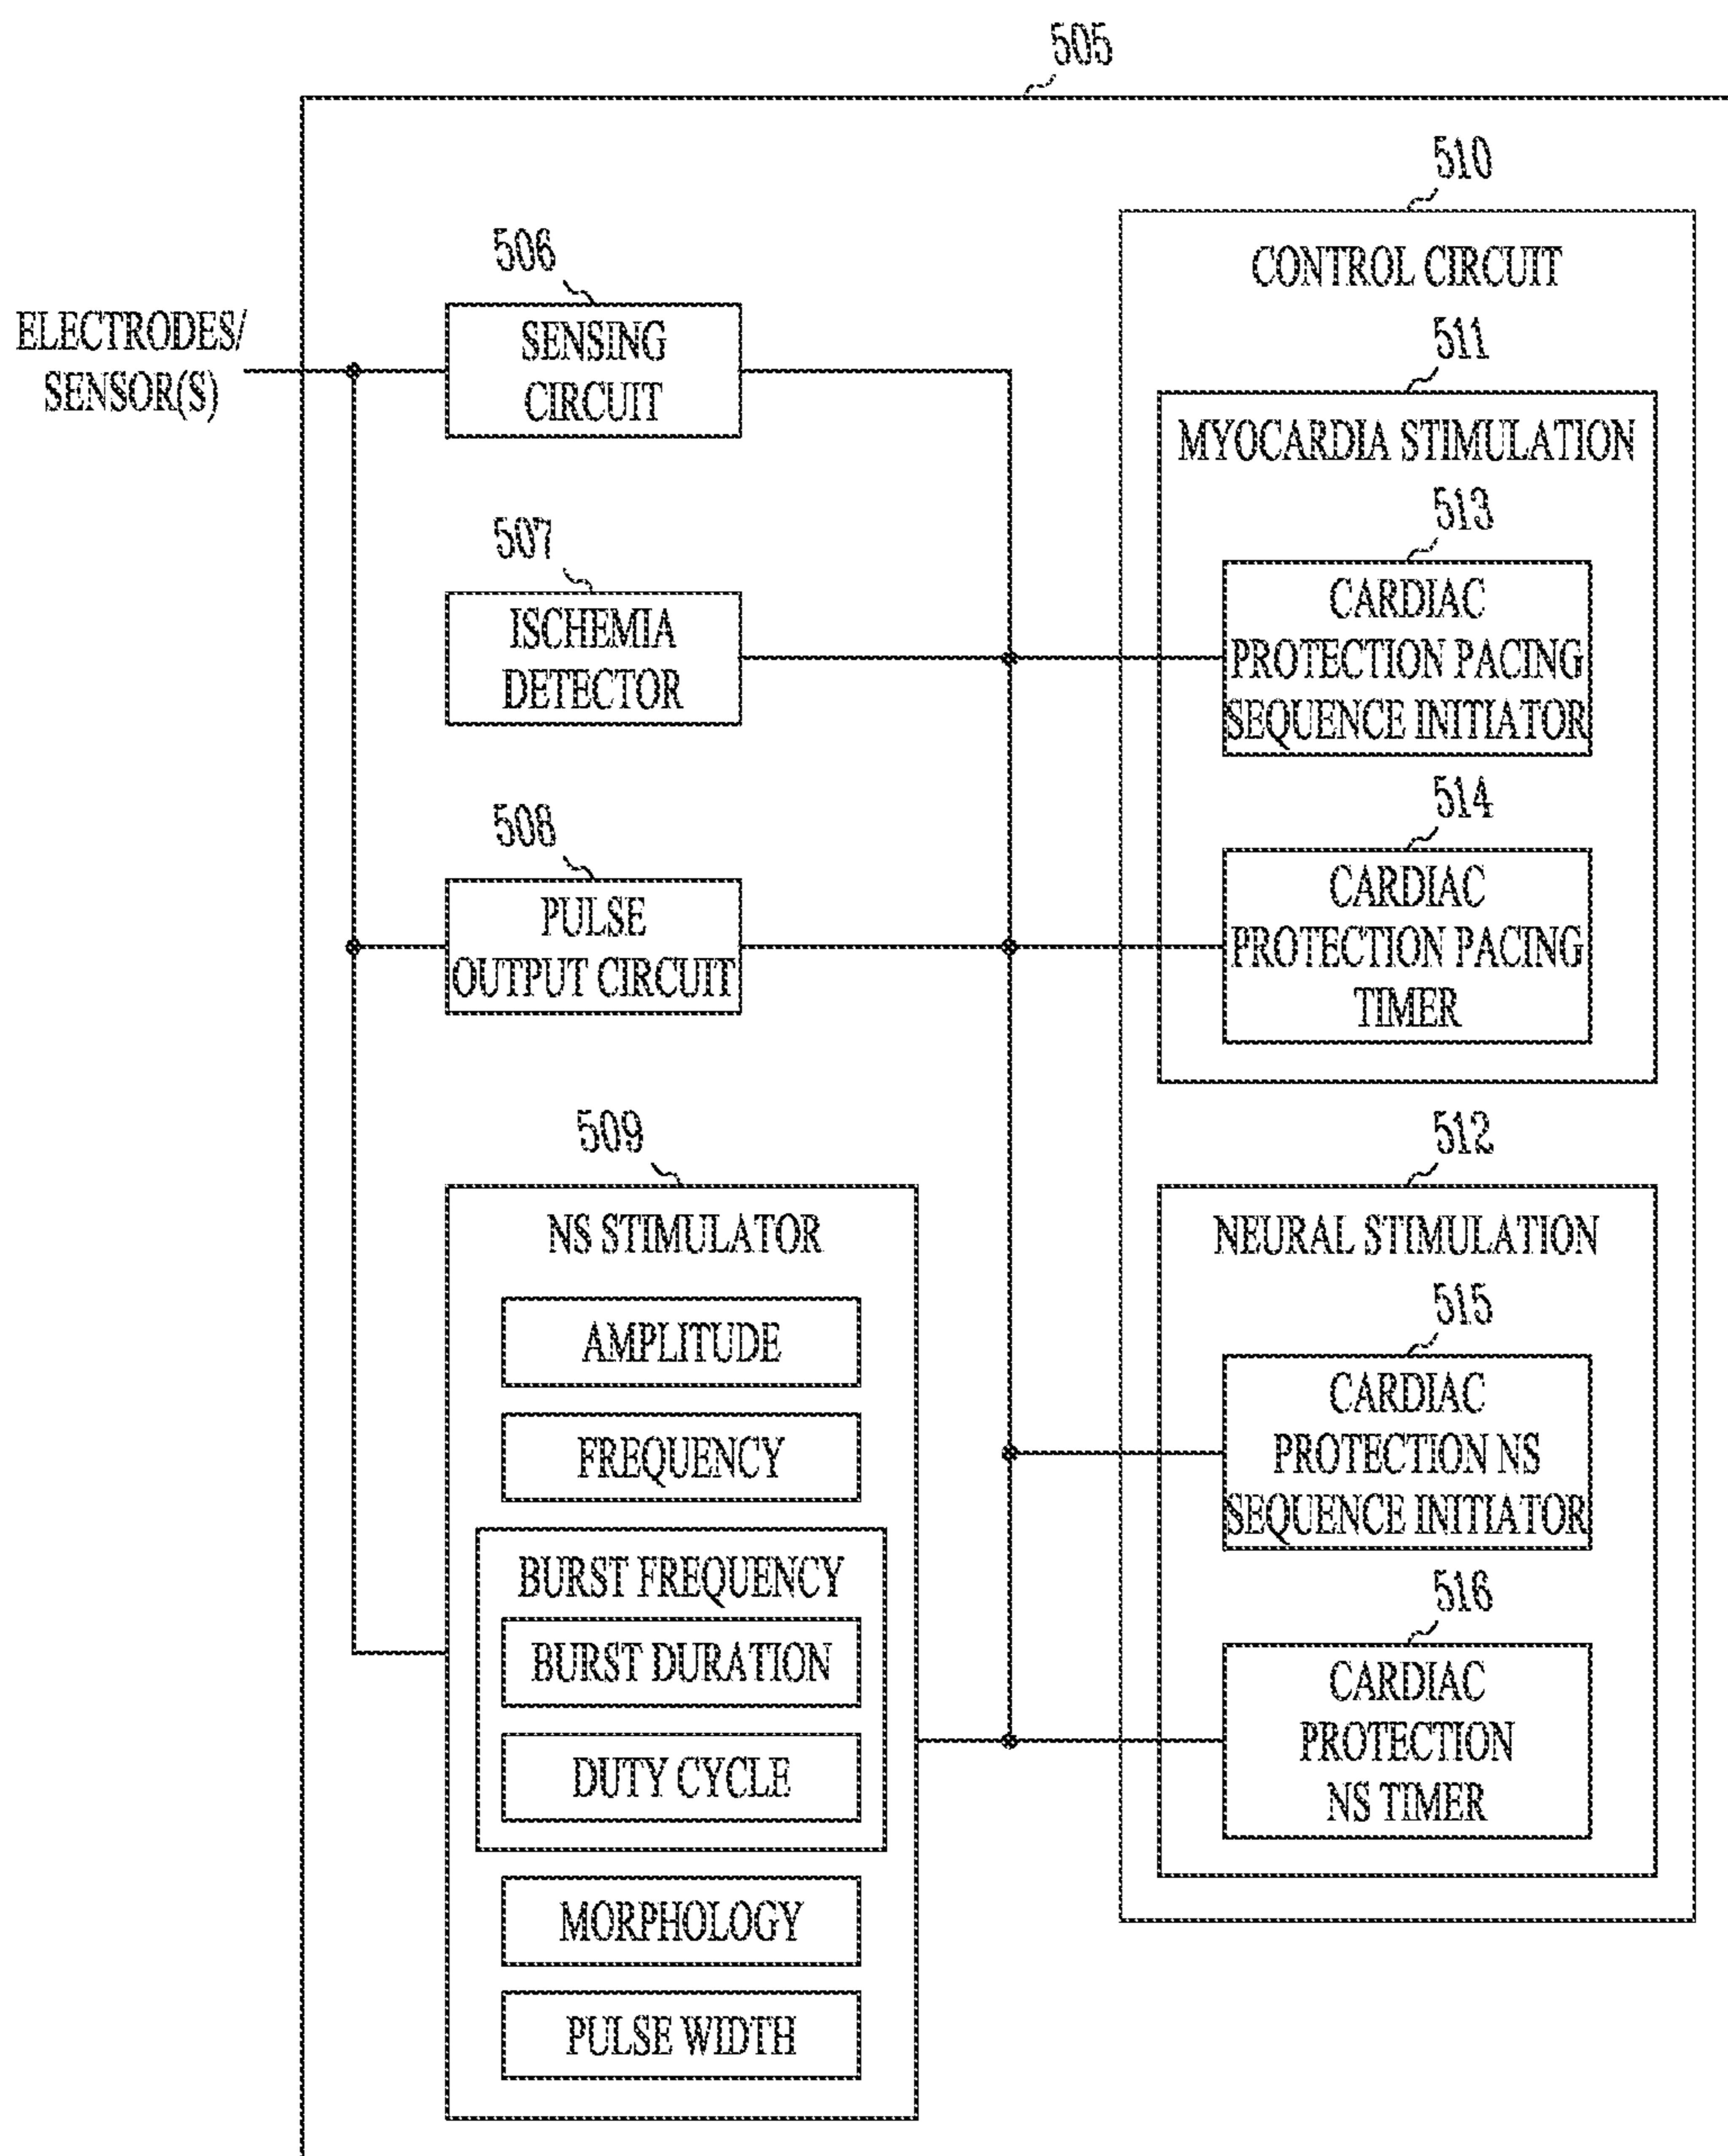 505
510
CONTROL CIRCUIT
506
SENSING
CIRCUIT
ELECTRODES/
SENSOR(S)
511
MYOCARDIA STIMULATION
507
ISCHEMIA
DETECTOR
513
CARDIAC
PROTECTION PACING
SEQUENCE INITIATOR
508
PULSE
OUTPUT CIRCUIT
514
CARDIAC
PROTECTION PACING
TIMER
509
NS STIMULATOR
AMPLITUDE
FREQUENCY
BURST FREQUENCY
BURST DURATION
DUTY CYCLE
MORPHOLOGY
PULSE WIDTH
512
NEURAL STIMULATION
515
CARDIAC
PROTECTION NS
SEQUENCE INITIATOR
516
CARDIAC
PROTECTION
NS TIMER